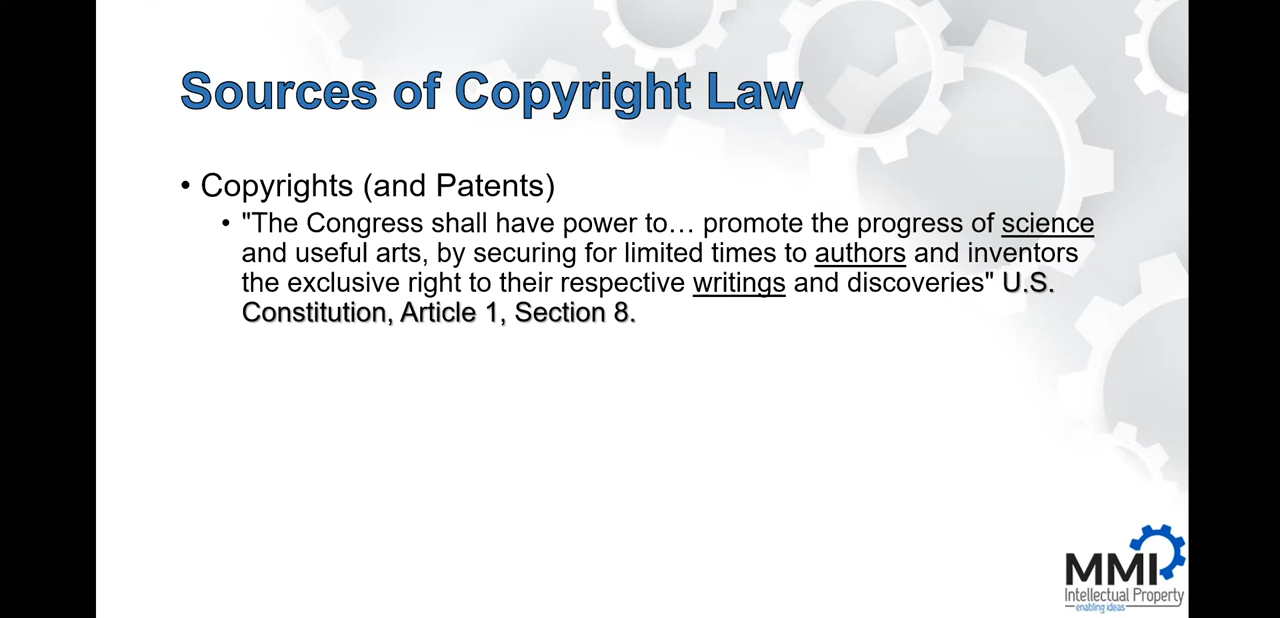 Sources of Copyright Law
• Copyrights (and Patents)
• "The Congress shall have power to… promote the progress of science
and useful arts, by securing for limited times to authors and inventors
the exclusive right to their respective writings and discoveries" U.S.
Constitution, Article 1, Section 8.
MMI
Intellectual Property
enabling ideas